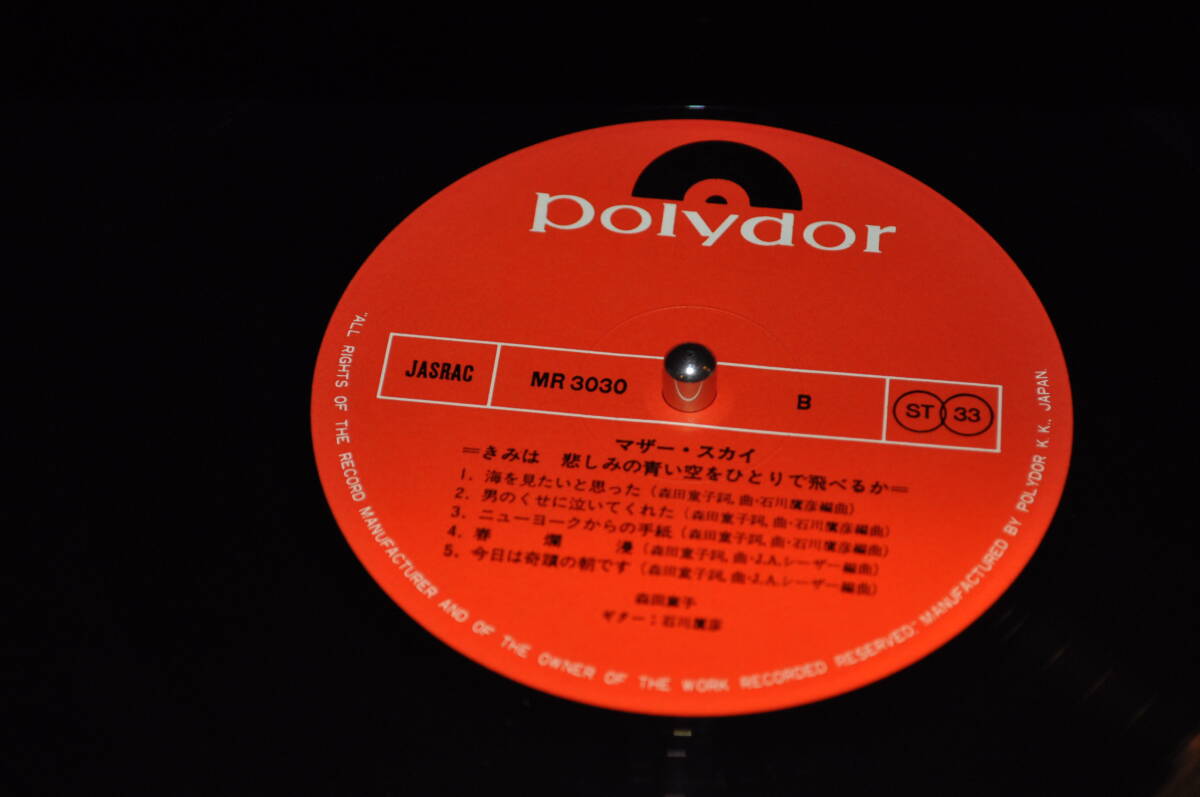 polydor
JASRAC MR 3030 B ST 33
マザー・スカイ
=きみは 悲しみの青い空をひとりで飛べるか=
1. 海を見たいと思った (森田童子詞, 曲・石川鷹彦編曲)
2. 男のくせに泣いてくれた (森田童子詞, 曲・石川鷹彦編曲)
3. ニューヨークからの手紙 (森田童子詞, 曲・石川鷹彦編曲)
4. 春 爛 漫 (森田童子詞, 曲・J.A.シーザー編曲)
5. 今日は奇蹟の朝です (森田童子詞, 曲・J.A.シーザー編曲)
森田童子
ギター：石川鷹彦
"ALL RIGHTS OF THE RECORD MANUFACTURER AND OF THE OWNER OF THE WORK RECORDED RESERVED." MANUFACTURED BY POLYDOR K.K., JAPAN.